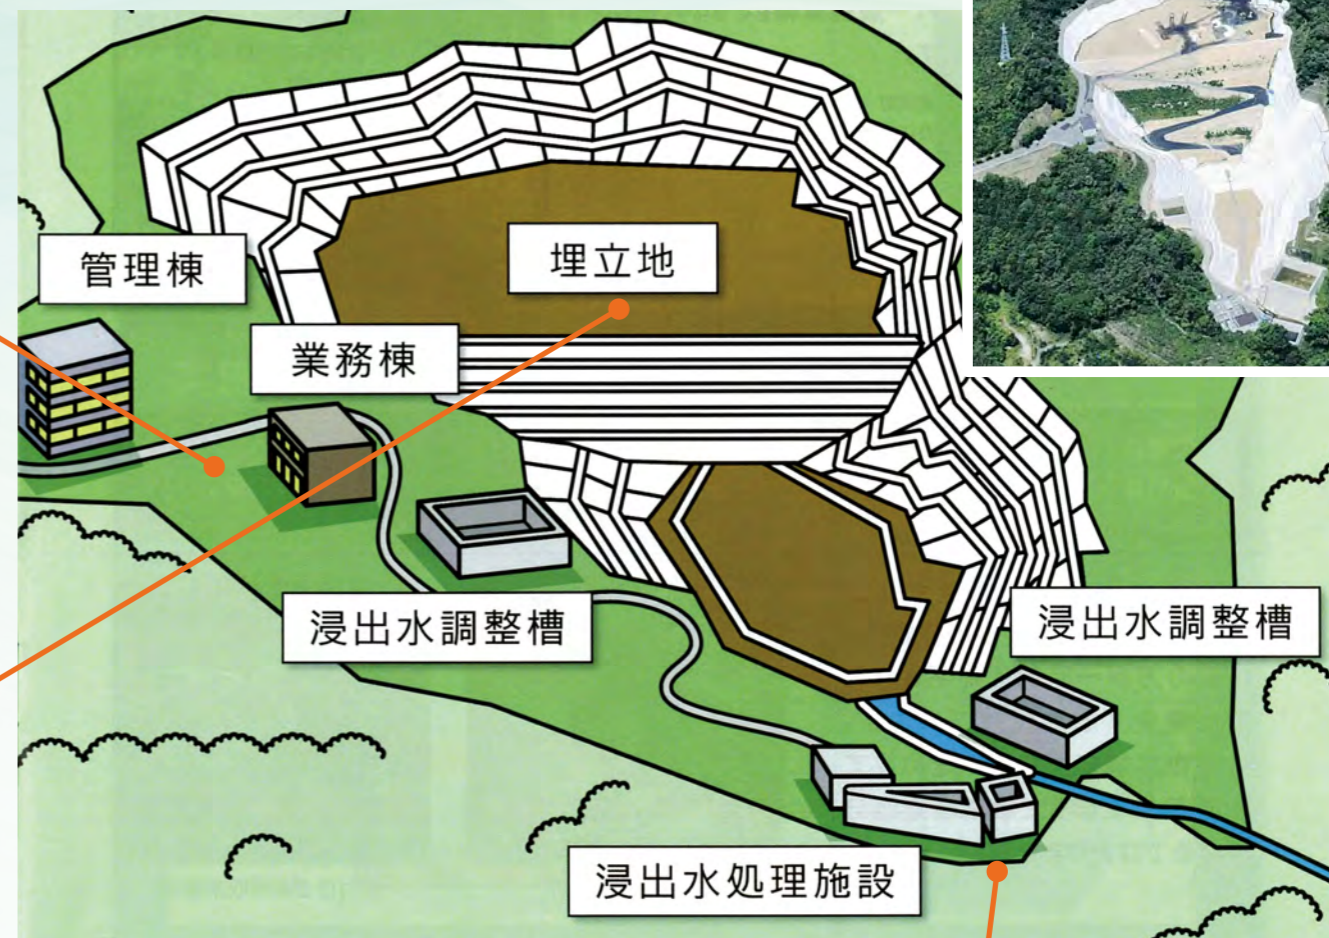 管理棟
埋立地
業務棟
浸出水調整槽
浸出水調整槽
浸出水処理施設